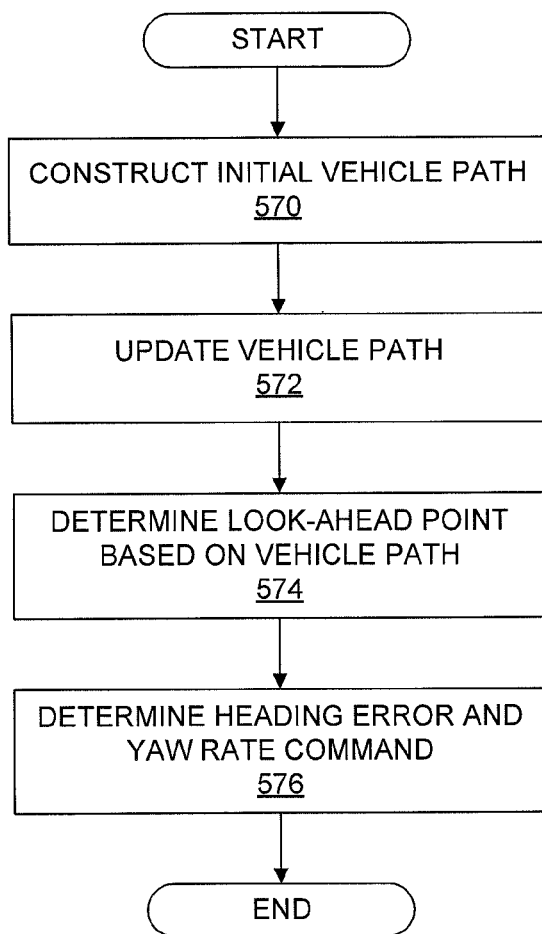 START
CONSTRUCT INITIAL VEHICLE PATH
570
UPDATE VEHICLE PATH
572
DETERMINE LOOK-AHEAD POINT
BASED ON VEHICLE PATH
574
DETERMINE HEADING ERROR AND
YAW RATE COMMAND
576
END